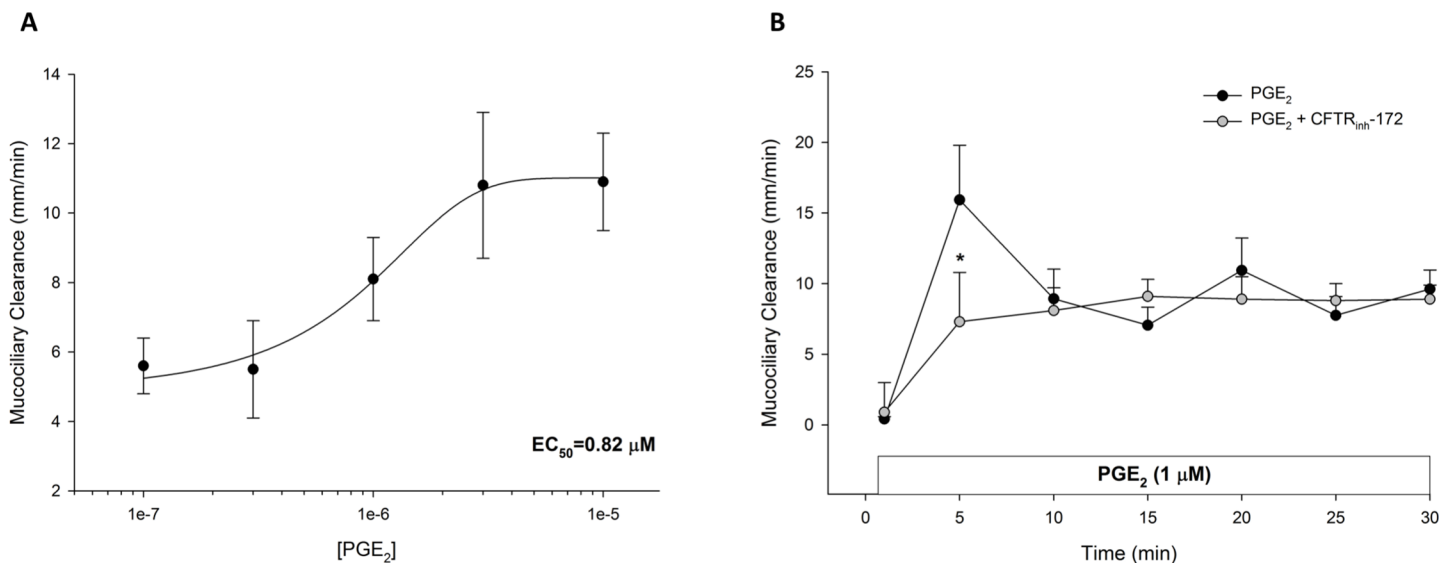 A
Mucociliary Clearance (mm/min)
14
12
10
8
6
4
2
EC₅₀=0.82 μM
1e-7
1e-6
1e-5
[PGE₂]
B
Mucociliary Clearance (mm/min)
25
20
15
10
5
0
PGE₂
PGE₂ + CFTRᵢₙₕ-172
*
PGE₂ (1 μM)
0
5
10
15
20
25
30
Time (min)